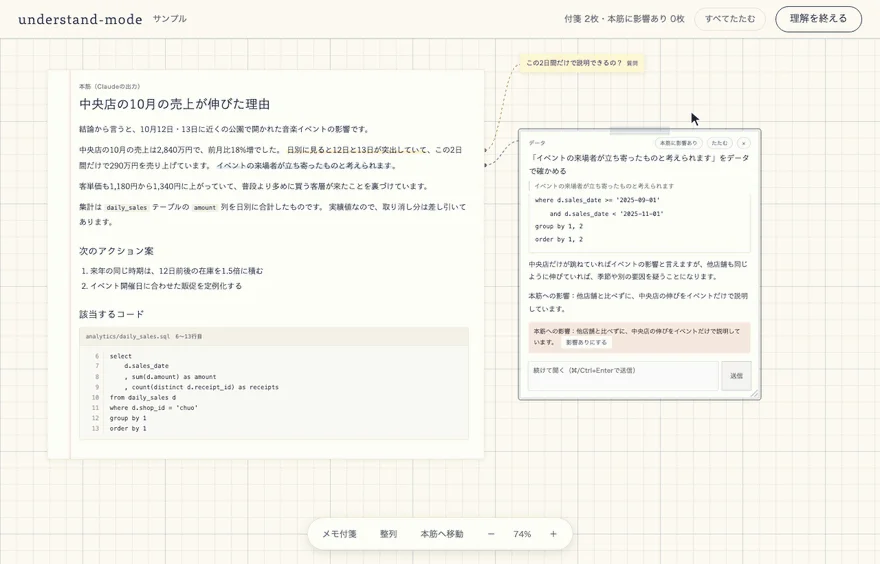 understand-mode サンプル
付箋 2枚・本筋に影響あり 0枚 すべてたたむ 理解を終える
本筋（Claudeの出力）
中央店の10月の売上が伸びた理由
結論から言うと、10月12日・13日に近くの公園で開かれた音楽イベントの影響です。
中央店の10月の売上は2,840万円で、前月比18%増でした。 日別に見ると12日と13日が突出していて、この2日
間だけで290万円を売り上げています。 イベントの来場者が立ち寄ったものと考えられます。
客単価も1,180円から1,340円に上がっていて、普段より多めに買う客層が来たことを裏づけています。
集計は daily_sales テーブルの amount 列を日別に合計したものです。 実績値なので、取り消し分は差し引いて
あります。
次のアクション案
1. 来年の同じ時期は、12日前後の在庫を1.5倍に積む
2. イベント開催日に合わせた販促を定例化する
該当するコード
analytics/daily_sales.sql 6〜13行目
6 select
7 d.sales_date
8 , sum(d.amount) as amount
9 , count(distinct d.receipt_id) as receipts
10 from daily_sales d
11 where d.shop_id = 'chuo'
12 group by 1
13 order by 1
この2日間だけで説明できるの？ 質問
データ 本筋に影響あり たたむ ×
「イベントの来場者が立ち寄ったものと考えられます」をデータ
で確かめる
イベントの来場者が立ち寄ったものと考えられます
where d.sales_date >= '2025-09-01'
and d.sales_date < '2025-11-01'
group by 1, 2
order by 1, 2
中央店だけが跳ねていればイベントの影響と言えますが、他店舗も同じ
ように伸びていれば、季節や別の要因を疑うことになります。
本筋への影響：他店舗と比べずに、中央店の伸びをイベントだけで説明
しています。
本筋への影響：他店舗と比べずに、中央店の伸びをイベントだけで説明して
います。 影響ありにする
続けて聞く（⌘/Ctrl+Enterで送信）
送信
メモ付箋 整列 本筋へ移動 − 74% +